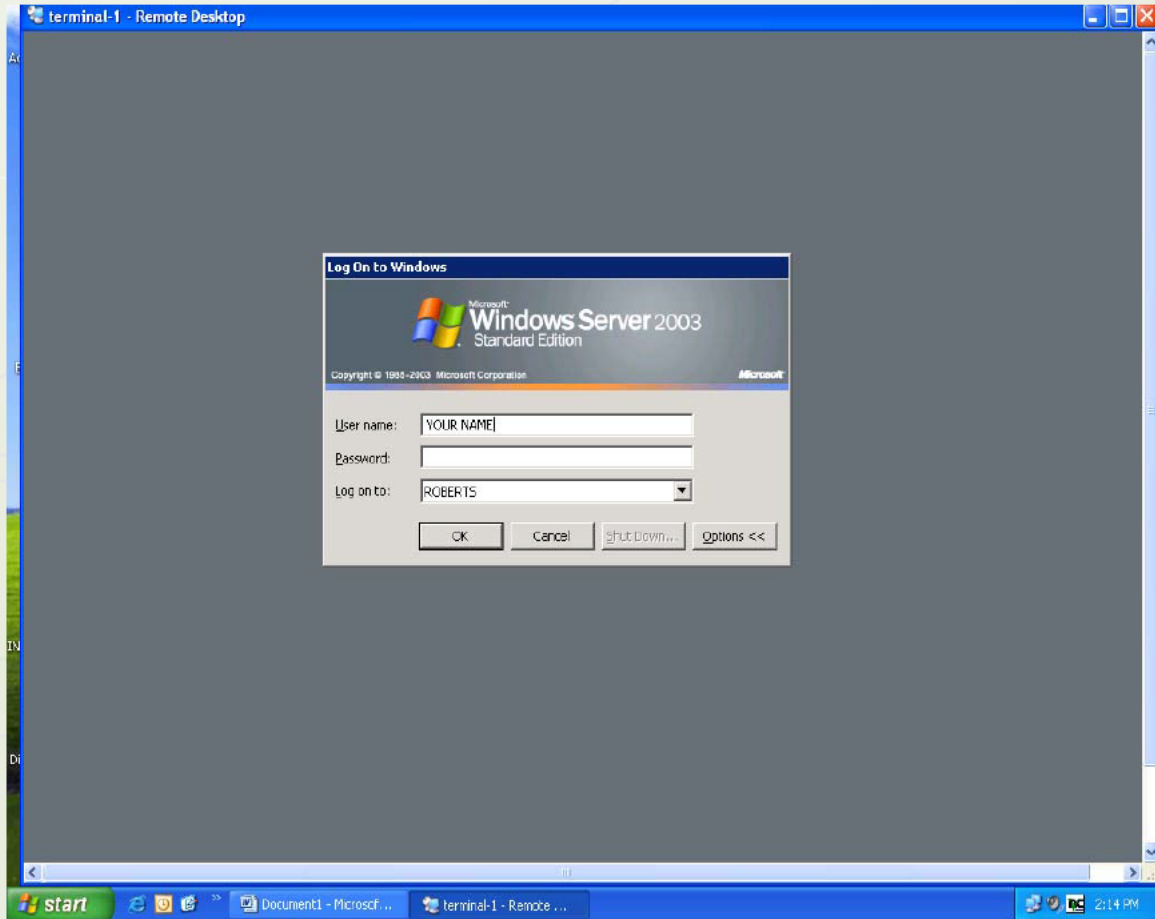 terminal-1 - Remote Desktop
Log On to Windows
Microsoft
Windows Server 2003
Standard Edition
Copyright © 1985-2003 Microsoft Corporation
Microsoft
User name:
YOUR NAME
Password:
Log on to:
ROBERTS
OK
Cancel
Shut Down...
Options <<
IN
Di
start
Document1 - Microsof...
terminal-1 - Remote ...
2:14 PM